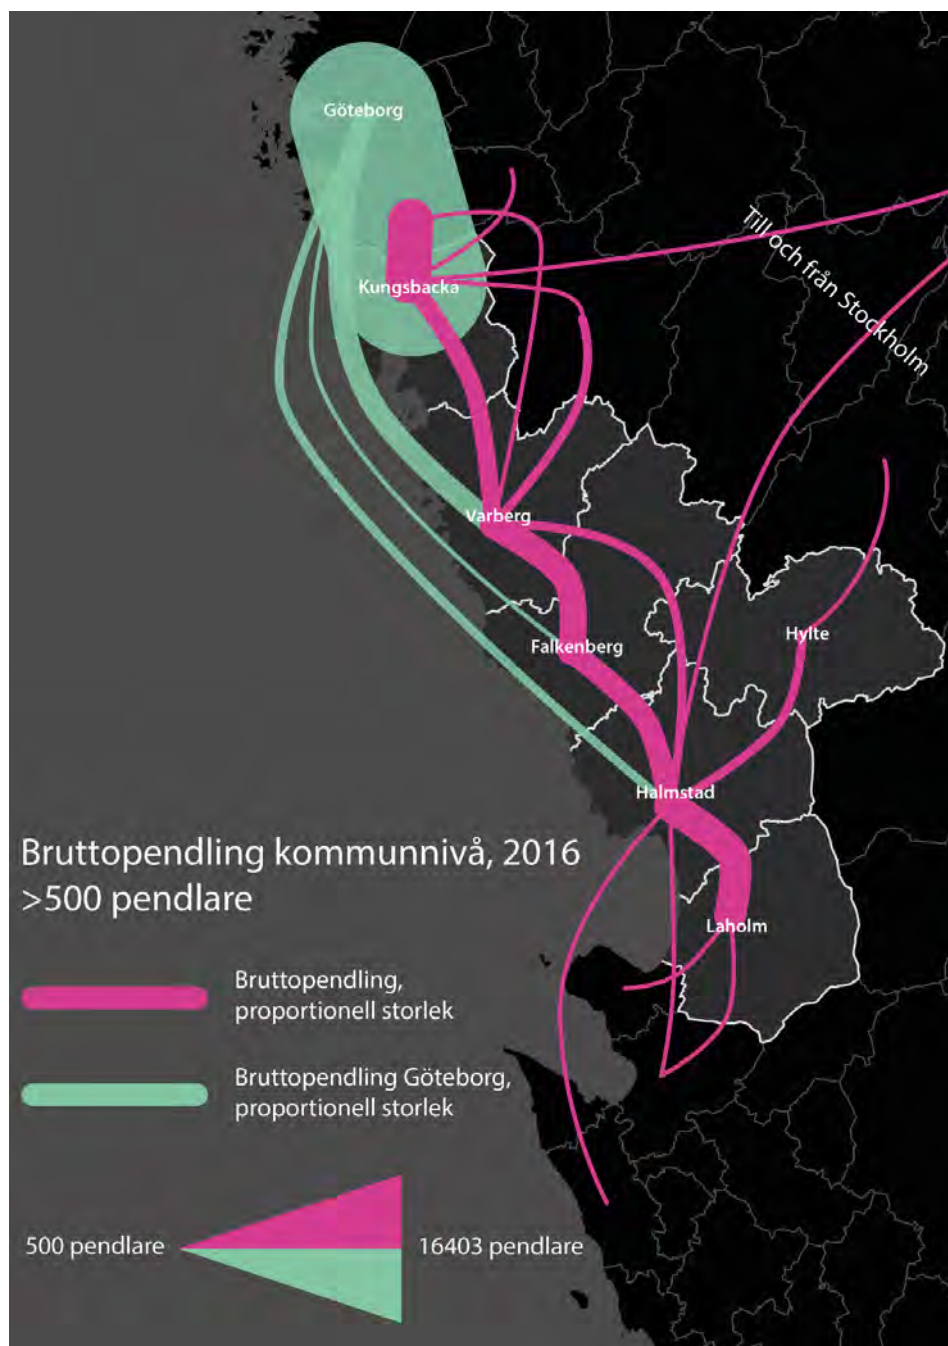 Göteborg
Till och från Stockholm
Kungsbacka
Varberg
Falkenberg
Hylte
Halmstad
Laholm
Bruttopendling kommunnivå, 2016
>500 pendlare
Bruttopendling,
proportionell storlek
Bruttopendling Göteborg,
proportionell storlek
500 pendlare
16403 pendlare